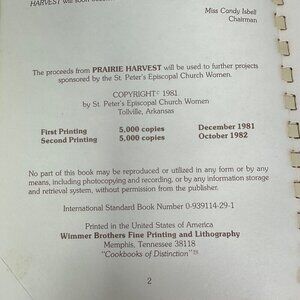 HARVEST will soon become
Miss Candy Isbell
Chairman
The proceeds from PRAIRIE HARVEST will be used to further projects
sponsored by the St. Peter's Episcopal Church Women.
COPYRIGHT© 1981
by St. Peter's Episcopal Church Women
Tollville, Arkansas
First Printing 5,000 copies December 1981
Second Printing 5,000 copies October 1982
No part of this book may be reproduced or utilized in any form or by any
means, including photocopying and recording, or by any information storage
and retrieval system, without permission from the publisher.
International Standard Book Number 0-939114-29-1
Printed in the United States of America
Wimmer Brothers Fine Printing and Lithography
Memphis, Tennessee 38118
"Cookbooks of Distinction"
2